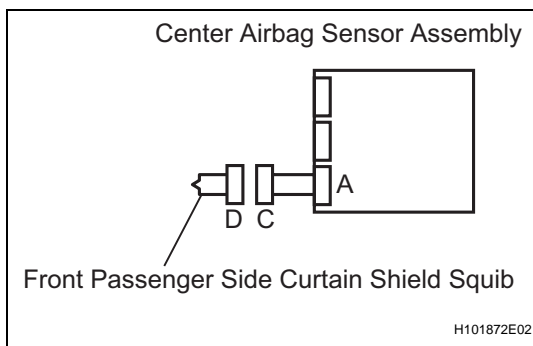 Center Airbag Sensor Assembly
A
D C
Front Passenger Side Curtain Shield Squib
H101872E02